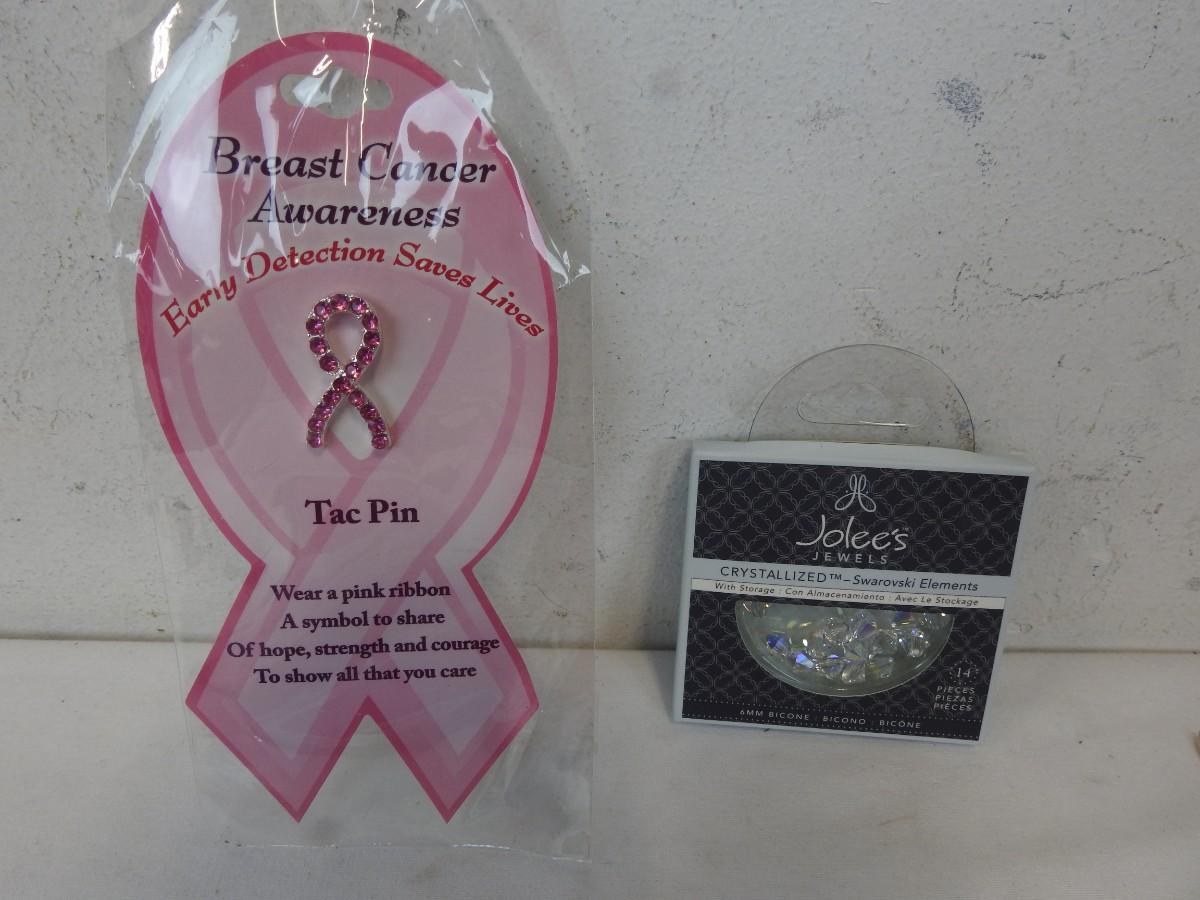 Breast Cancer
Awareness
Early Detection Saves Lives
Tac Pin
Wear a pink ribbon
A symbol to share
Of hope, strength and courage
To show all that you care
Jolee's™
JEWELS
CRYSTALLIZED™ – Swarovski Elements
With Storage : Con Almacenamiento : Avec Le Stockage
14
PIECES
PIEZAS
PIÈCES
6MM BICONE : BICONO : BICÔNE